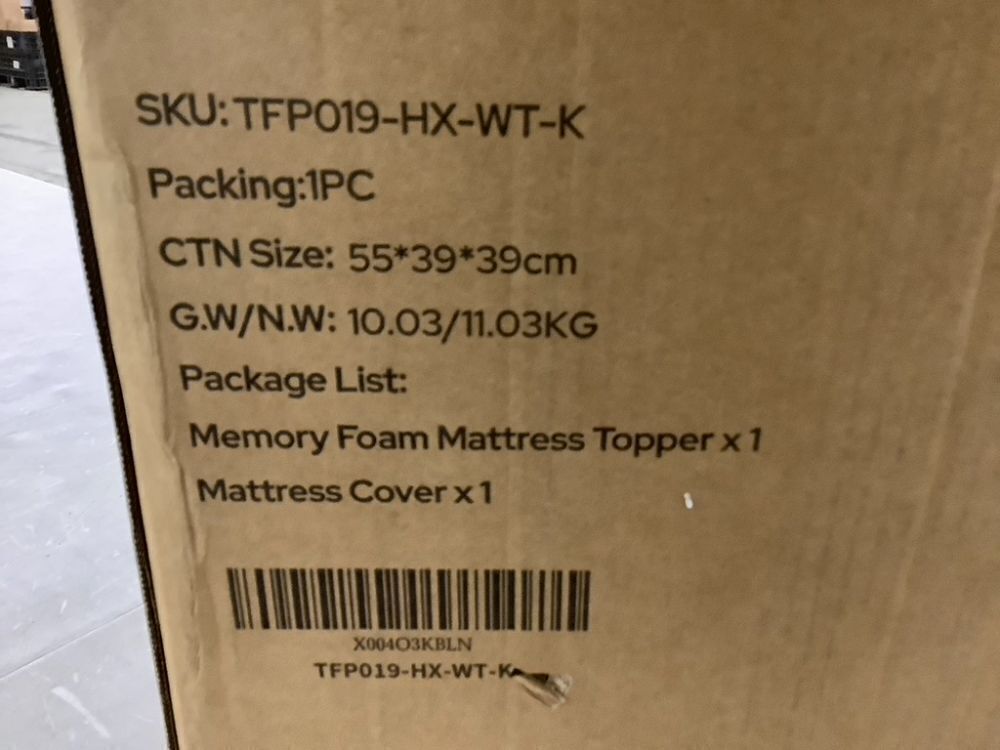 SKU:TFP019-HX-WT-K
Packing:1PC
CTN Size: 55*39*39cm
G.W/N.W: 10.03/11.03KG
Package List:
Memory Foam Mattress Topper x 1
Mattress Cover x 1
X004O3KBLN
TFP019-HX-WT-K